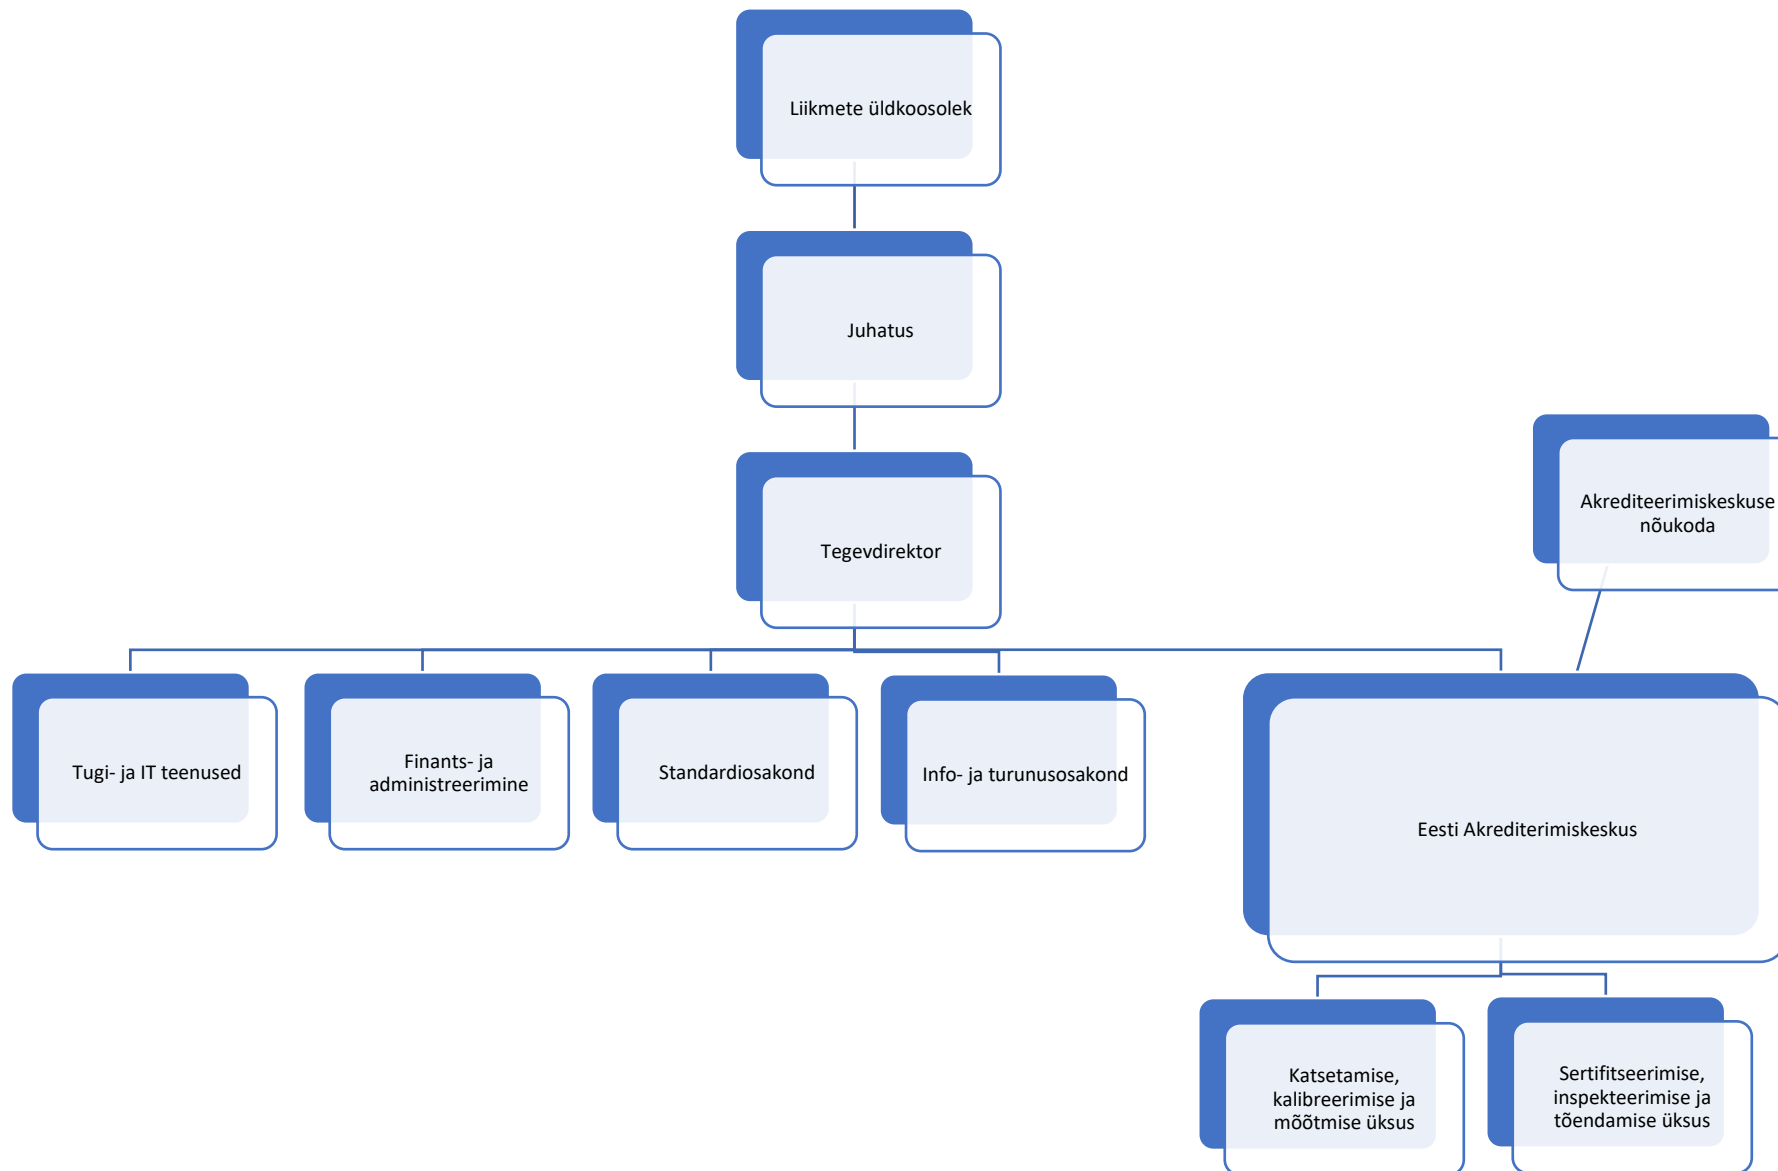 Liikmete üldkoosolek
Juhatus
Akrediteerimiskeskuse
nõukoda
Tegevdirektor
Tugi- ja IT teenused
Finants- ja
administreerimine
Standardiosakond
Info- ja turunusosakond
Eesti Akrediterimiskeskus
Katsetamise,
kalibreerimise ja
mõõtmise üksus
Sertifitseerimise,
inspekteerimise ja
tõendamise üksus